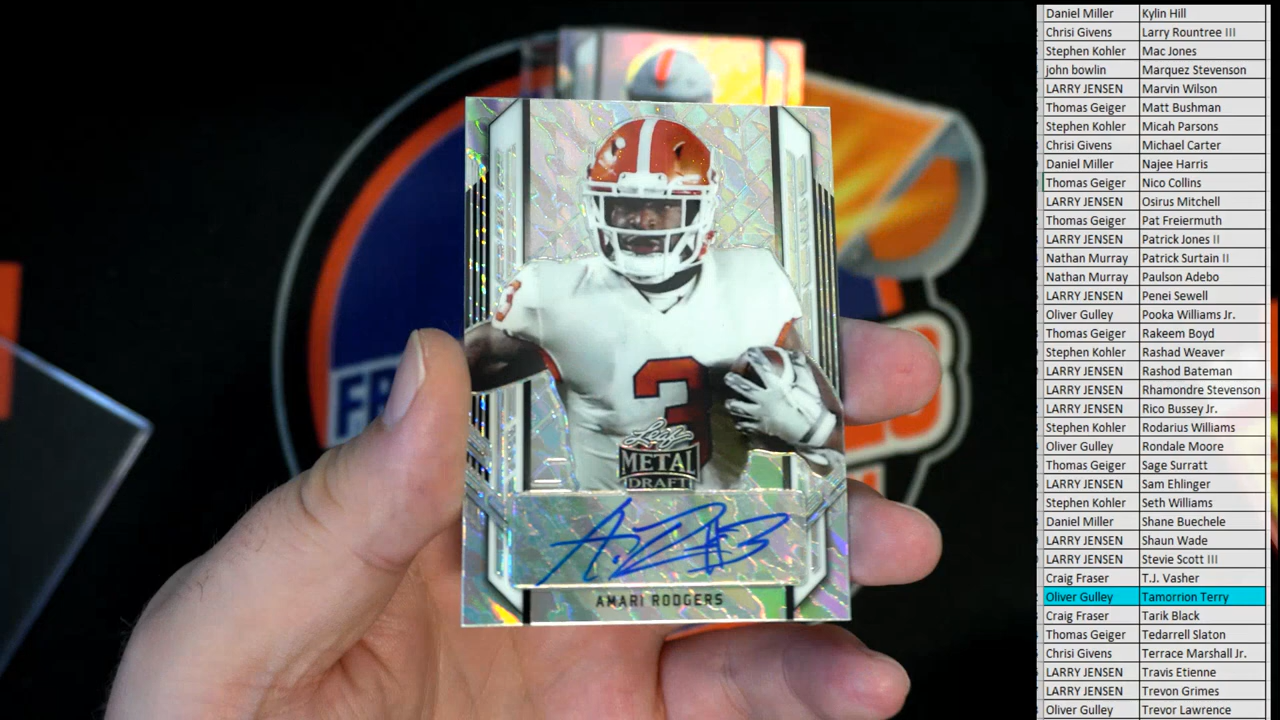 3
3
Leaf
METAL
DRAFT
A.R #3
AMARI RODGERS
FR
Daniel Miller Kylin Hill
Chrisi Givens Larry Rountree III
Stephen Kohler Mac Jones
john bowlin Marquez Stevenson
LARRY JENSEN Marvin Wilson
Thomas Geiger Matt Bushman
Stephen Kohler Micah Parsons
Chrisi Givens Michael Carter
Daniel Miller Najee Harris
Thomas Geiger Nico Collins
LARRY JENSEN Osirus Mitchell
Thomas Geiger Pat Freiermuth
LARRY JENSEN Patrick Jones II
Nathan Murray Patrick Surtain II
Nathan Murray Paulson Adebo
LARRY JENSEN Penei Sewell
Oliver Gulley Pooka Williams Jr.
Thomas Geiger Rakeem Boyd
Stephen Kohler Rashad Weaver
LARRY JENSEN Rashod Bateman
LARRY JENSEN Rhamondre Stevenson
LARRY JENSEN Rico Bussey Jr.
Stephen Kohler Rodarius Williams
Oliver Gulley Rondale Moore
Thomas Geiger Sage Surratt
LARRY JENSEN Sam Ehlinger
Stephen Kohler Seth Williams
Daniel Miller Shane Buechele
LARRY JENSEN Shaun Wade
LARRY JENSEN Stevie Scott III
Craig Fraser T.J. Vasher
Oliver Gulley Tamorrion Terry
Craig Fraser Tarik Black
Thomas Geiger Tedarrell Slaton
Chrisi Givens Terrace Marshall Jr.
LARRY JENSEN Travis Etienne
LARRY JENSEN Trevon Grimes
Oliver Gulley Trevor Lawrence